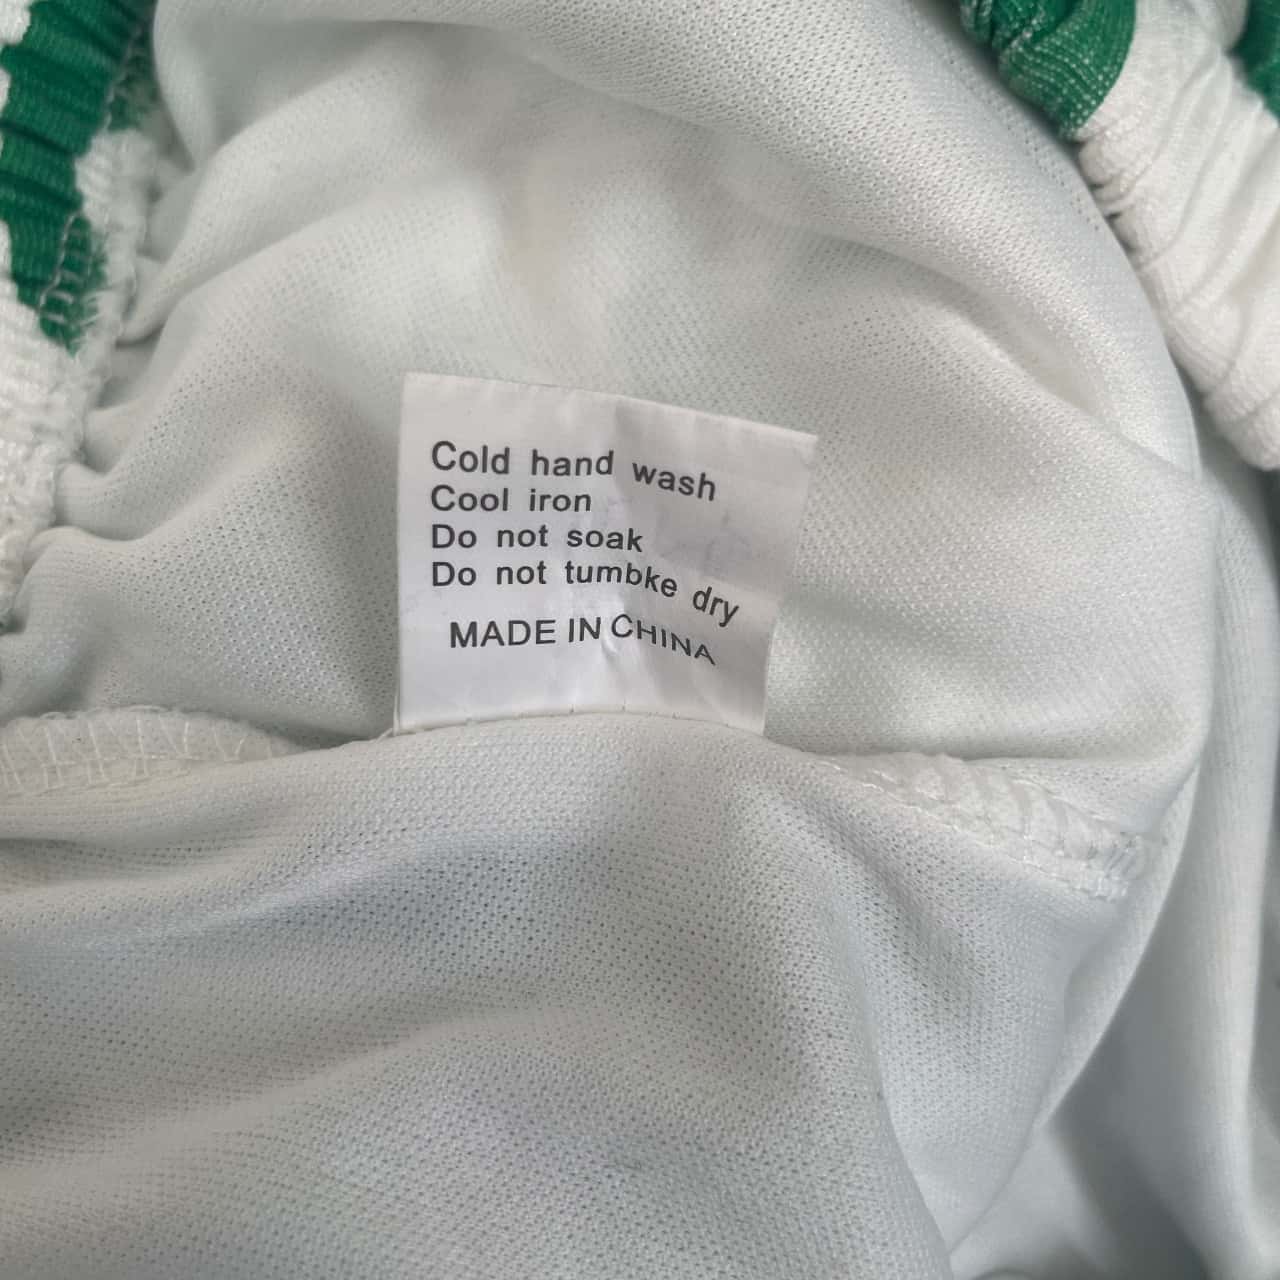 Cold hand wash
Cool iron
Do not soak
Do not tumbke dry
MADE IN CHINA